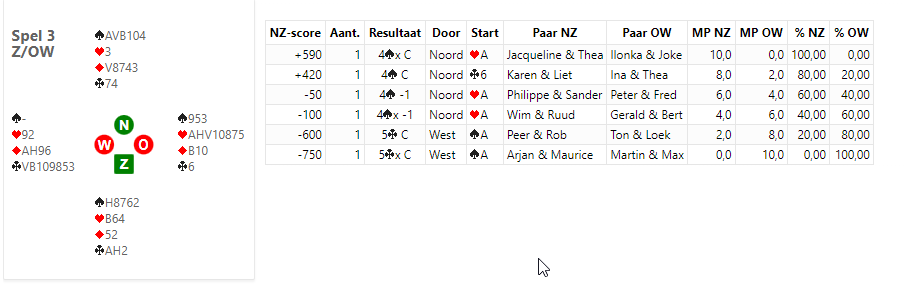 Spel 3
Z/OW
♠AVB104
♥3
♦V8743
♣74
♠-
♥92
♦AH96
♣VB109853
N
W O
Z
♠953
♥AHV10875
♦B10
♣6
♠H8762
♥B64
♦52
♣AH2
NZ-score Aant. Resultaat Door Start Paar NZ Paar OW MP NZ MP OW % NZ % OW
+590 1 4♠x C Noord ♥A Jacqueline & Thea Ilonka & Joke 10,0 0,0 100,00 0,00
+420 1 4♠ C Noord ♣6 Karen & Liet Ina & Thea 8,0 2,0 80,00 20,00
-50 1 4♠ -1 Noord ♥A Philippe & Sander Peter & Fred 6,0 4,0 60,00 40,00
-100 1 4♠x -1 Noord ♥A Wim & Ruud Gerald & Bert 4,0 6,0 40,00 60,00
-600 1 5♣ C West ♠A Peer & Rob Ton & Loek 2,0 8,0 20,00 80,00
-750 1 5♣x C West ♠A Arjan & Maurice Martin & Max 0,0 10,0 0,00 100,00